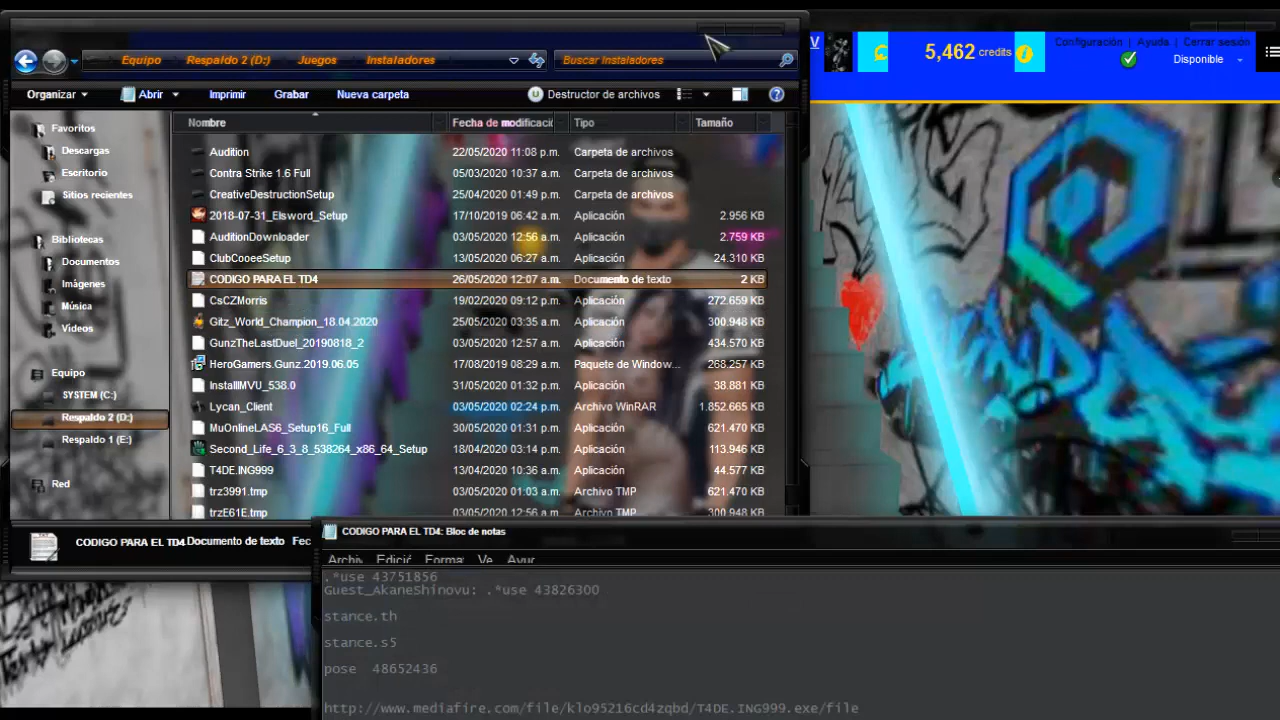 Equipo Respaldo 2 (D:) Juegos Instaladores
Buscar Instaladores
Organizar Abrir Imprimir Grabar Nueva carpeta Destructor de archivos
Favoritos
Descargas
Escritorio
Sitios recientes
Bibliotecas
Documentos
Imágenes
Música
Vídeos
Equipo
SYSTEM (C:)
Respaldo 2 (D:)
Respaldo 1 (E:)
Red
Nombre Fecha de modificació Tipo Tamaño
Audition 22/05/2020 11:08 p.m. Carpeta de archivos
Contra Strike 1.6 Full 05/03/2020 10:37 a.m. Carpeta de archivos
CreativeDestructionSetup 25/04/2020 01:49 p.m. Carpeta de archivos
2018-07-31_Elsword_Setup 17/10/2019 06:42 a.m. Aplicación 2.956 KB
AuditionDownloader 03/05/2020 12:56 a.m. Aplicación 2.759 KB
ClubCooeeSetup 13/05/2020 06:27 a.m. Aplicación 24.310 KB
CODIGO PARA EL TD4 26/05/2020 12:07 a.m. Documento de texto 2 KB
CsCZMorris 19/02/2020 09:12 p.m. Aplicación 272.659 KB
Gitz_World_Champion_18.04.2020 25/05/2020 03:35 a.m. Aplicación 300.948 KB
GunzTheLastDuel_20190818_2 03/05/2020 12:57 a.m. Aplicación 434.570 KB
HeroGamers.Gunz.2019.06.05 17/08/2019 08:29 a.m. Paquete de Window... 268.257 KB
InstallIMVU_538.0 31/05/2020 01:32 p.m. Aplicación 38.881 KB
Lycan_Client 03/05/2020 02:24 p.m. Archivo WinRAR 1.852.665 KB
MuOnlineLAS6_Setup16_Full 30/05/2020 01:31 p.m. Aplicación 621.470 KB
Second_Life_6_3_8_538264_x86_64_Setup 18/04/2020 03:14 p.m. Aplicación 113.946 KB
T4DE.ING999 13/04/2020 10:36 a.m. Aplicación 44.577 KB
trz3991.tmp 03/05/2020 01:03 a.m. Archivo TMP 621.470 KB
trzE61E.tmp 03/05/2020 12:56 a.m. Archivo TMP 300.948 KB
CODIGO PARA EL TD4 Documento de texto Fec
V 5,462 credits Configuración | Ayuda | Cerrar sesión
Disponible
CODIGO PARA EL TD4: Bloc de notas
Archiv Edició Forma Ve Ayur
.*use 43751856
Guest_AkaneShinovu: .*use 43826300
stance.th
stance.s5
pose 48652436
http://www.mediafire.com/file/klo95216cd4zqbd/T4DE.ING999.exe/file